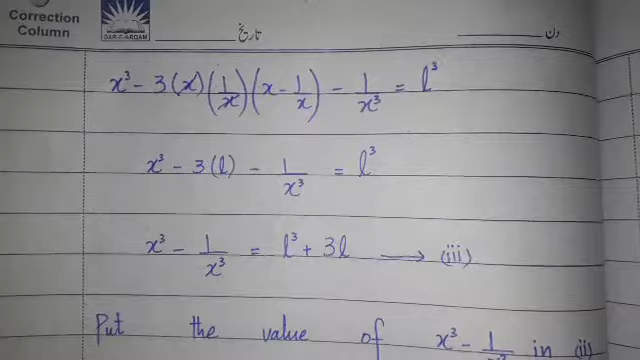 Correction
Column
DAR-E-ARQAM
تاریخ
دن
x³ - 3(x)(1/x)(x - 1/x) - 1/x³ = l³
x³ - 3(l) - 1/x³ = l³
x³ - 1/x³ = l³ + 3l → (iii)
Put the value of x³ - 1/x³ in (ii)